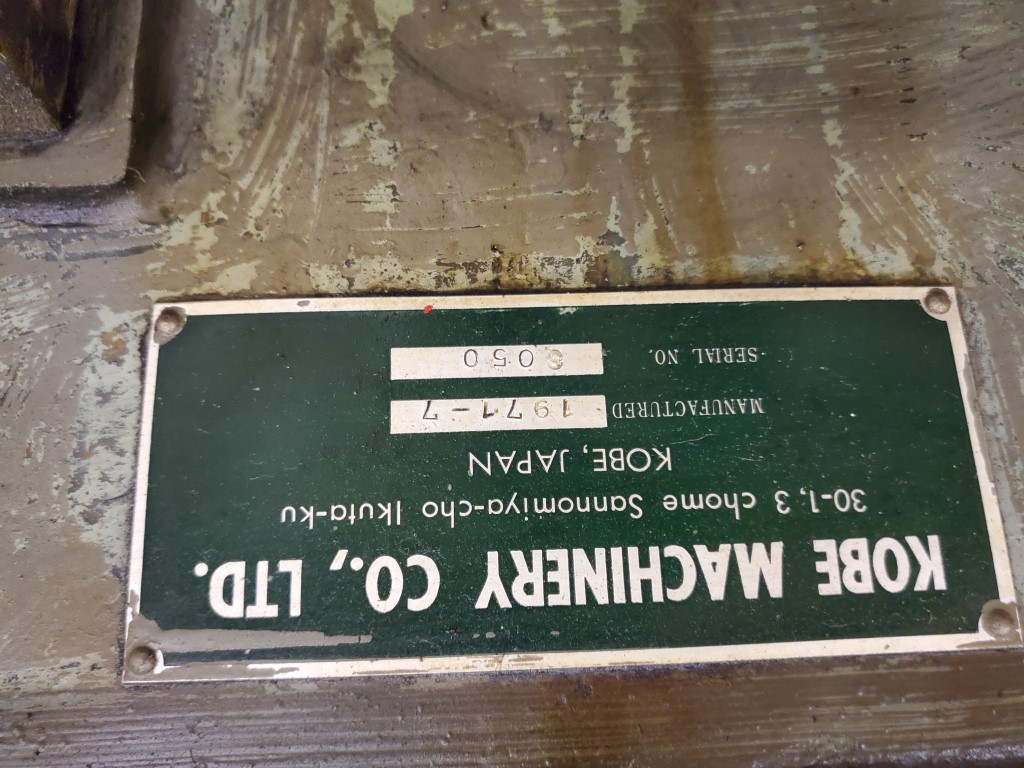 KOBE MACHINERY CO., LTD.
30-1, 3 chome Sannomiya-cho Ikuta-ku
KOBE, JAPAN
MANUFACTURED 1971-7
SERIAL NO.